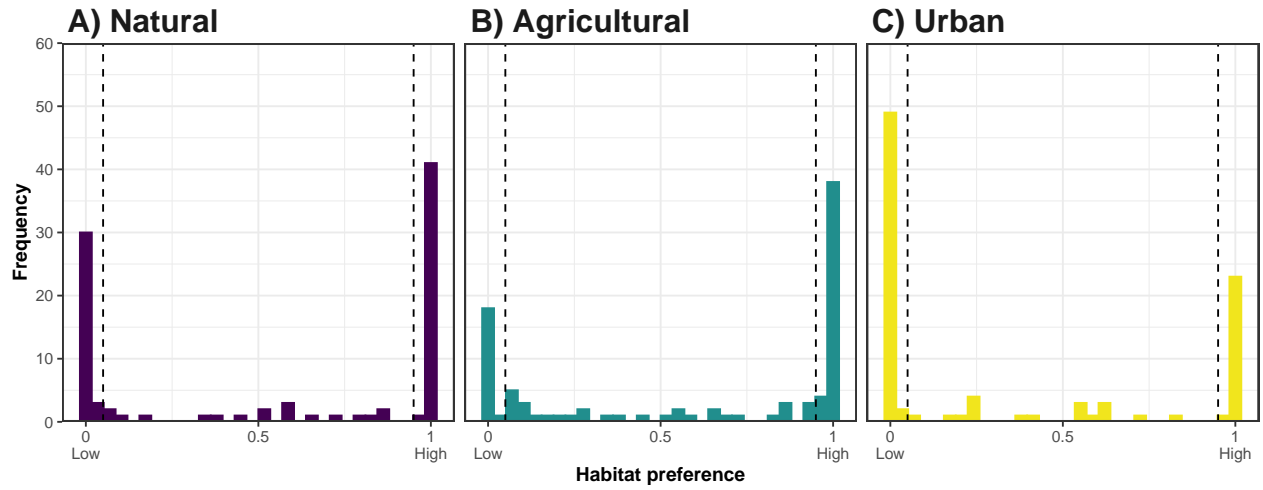 A) Natural
B) Agricultural
C) Urban
Frequency
60
50
40
30
20
10
0
0
Low
0.5
1
High
0
Low
0.5
1
High
0
Low
0.5
1
High
Habitat preference